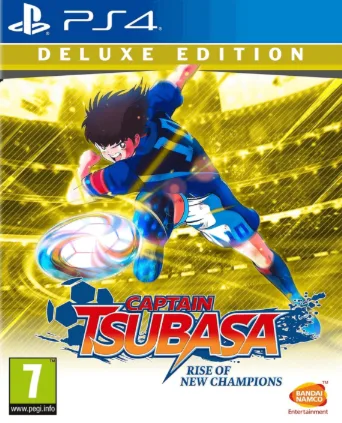 PS4
DELUXE EDITION
CAPTAIN
TSUBASA
RISE OF
NEW CHAMPIONS
7
www.pegi.info
BANDAI
NAMCO
Entertainment